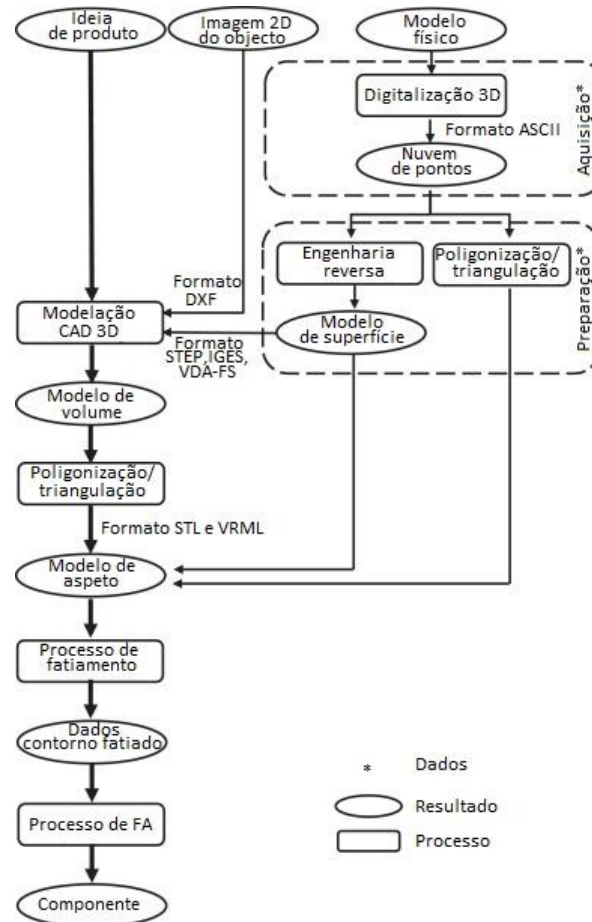 Ideia
de produto
Imagem 2D
do objecto
Modelo
físico
Digitalização 3D
Formato ASCII
Nuvem
de pontos
Aquisição*
Engenharia
reversa
Poligonização/
triangulação
Modelo
de superfície
Preparação*
Formato
DXF
Modelação
CAD 3D
Formato
STEP,IGES,
VDA-FS
Modelo de
volume
Poligonização/
triangulação
Formato STL e VRML
Modelo de
aspeto
Processo de
fatiamento
Dados
contorno fatiado
Processo de FA
Componente
* Dados
Resultado
Processo